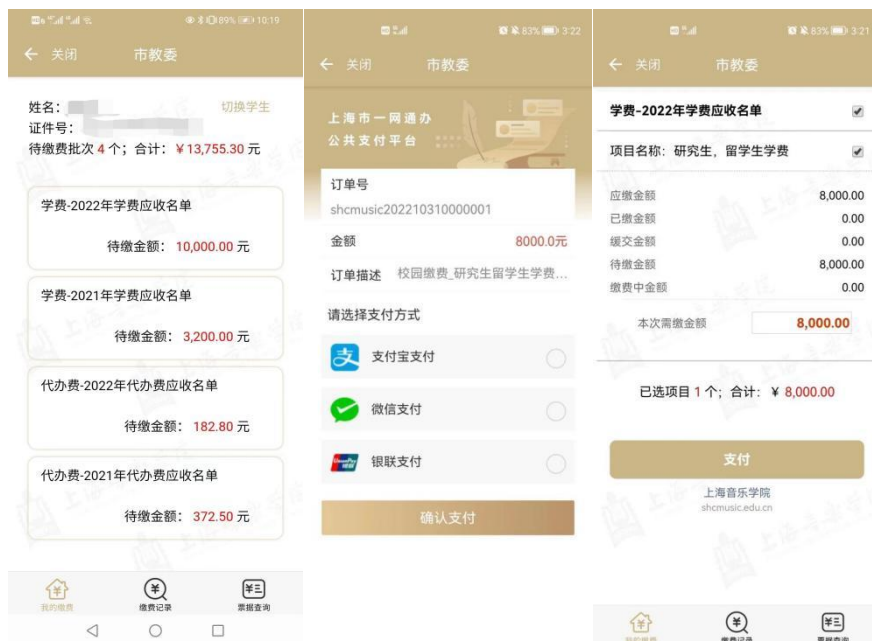 89% 10:19
← 关闭 市教委
姓名：
切换学生
证件号：
待缴费批次 4 个；合计：￥13,755.30 元
学费-2022年学费应收名单
待缴金额： 10,000.00 元
学费-2021年学费应收名单
待缴金额： 3,200.00 元
代办费-2022年代办费应收名单
待缴金额： 182.80 元
代办费-2021年代办费应收名单
待缴金额： 372.50 元
我的缴费 缴费记录 票据查询
83% 3:22
← 关闭 市教委
上海市一网通办
公共支付平台
订单号
shcmusic202210310000001
金额 8000.0元
订单描述 校园缴费_研究生留学生学费...
请选择支付方式
支付宝支付
微信支付
银联支付
确认支付
83% 3:21
← 关闭 市教委
学费-2022年学费应收名单
项目名称：研究生，留学生学费
应缴金额 8,000.00
已缴金额 0.00
缓交金额 0.00
待缴金额 8,000.00
缴费中金额 0.00
本次需缴金额 8,000.00
已选项目 1 个；合计：￥ 8,000.00
支付
上海音乐学院
shcmusic.edu.cn
我的缴费 缴费记录 票据查询